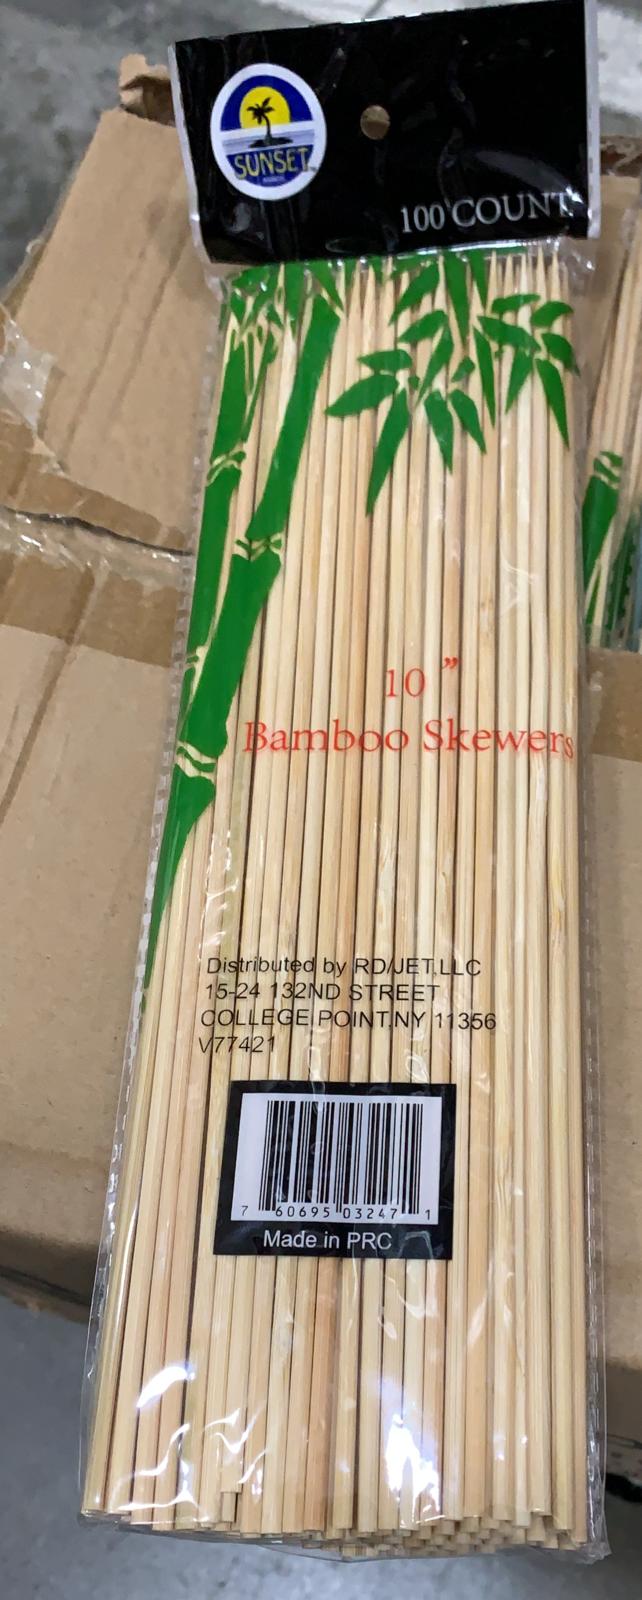 SUNSET
100 COUNT
10"
Bamboo Skewers
Distributed by RD/JET,LLC
15-24 132ND STREET
COLLEGE POINT,NY 11356
V77421
7 60695 03247 1
Made in PRC